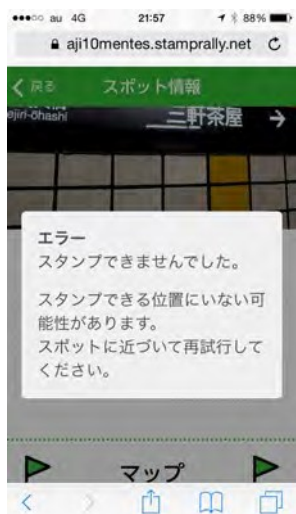 au 4G 21:57 88%
aji10mentes.stamprally.net
戻る スポット情報
ejiri-ōhashi 三軒茶屋 →
エラー
スタンプできませんでした。
スタンプできる位置にいない可
能性があります。
スポットに近づいて再試行して
ください。
マップ